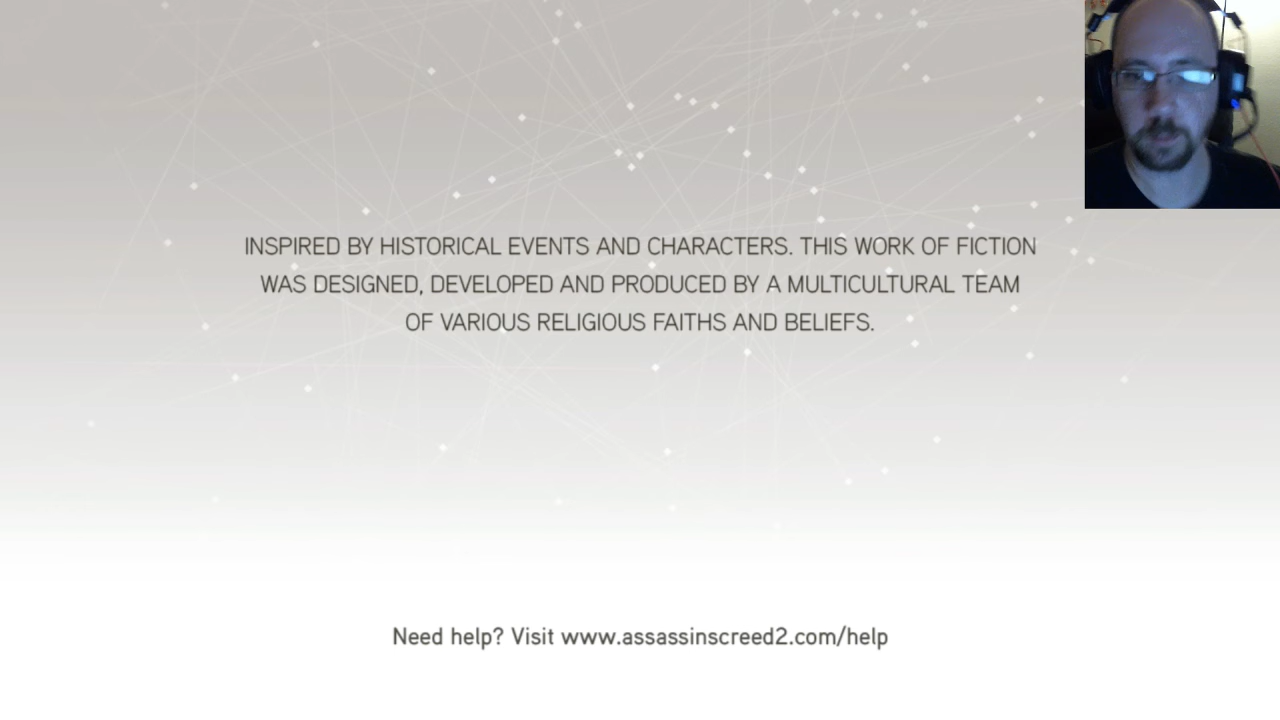 INSPIRED BY HISTORICAL EVENTS AND CHARACTERS. THIS WORK OF FICTION
WAS DESIGNED, DEVELOPED AND PRODUCED BY A MULTICULTURAL TEAM
OF VARIOUS RELIGIOUS FAITHS AND BELIEFS.
Need help? Visit www.assassinscreed2.com/help